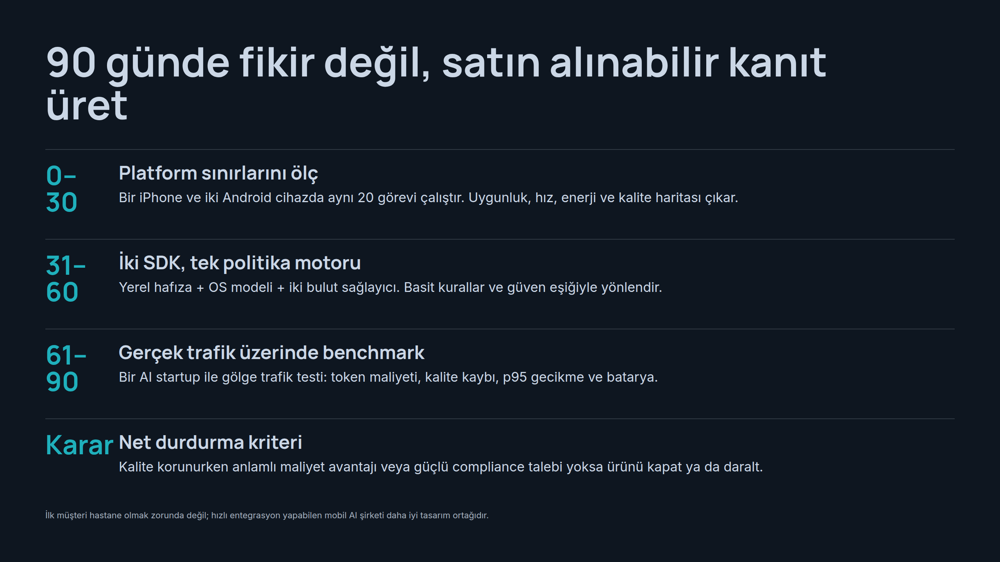 90 günde fikir değil, satın alınabilir kanıt
üret
0–
30
Platform sınırlarını ölç
Bir iPhone ve iki Android cihazda aynı 20 görevi çalıştır. Uygunluk, hız, enerji ve kalite haritası çıkar.
31–
60
İki SDK, tek politika motoru
Yerel hafıza + OS modeli + iki bulut sağlayıcı. Basit kurallar ve güven eşiğiyle yönlendir.
61–
90
Gerçek trafik üzerinde benchmark
Bir AI startup ile gölge trafik testi: token maliyeti, kalite kaybı, p95 gecikme ve batarya.
Karar
Net durdurma kriteri
Kalite korunurken anlamlı maliyet avantajı veya güçlü compliance talebi yoksa ürünü kapat ya da daralt.
İlk müşteri hastane olmak zorunda değil; hızlı entegrasyon yapabilen mobil AI şirketi daha iyi tasarım ortağıdır.